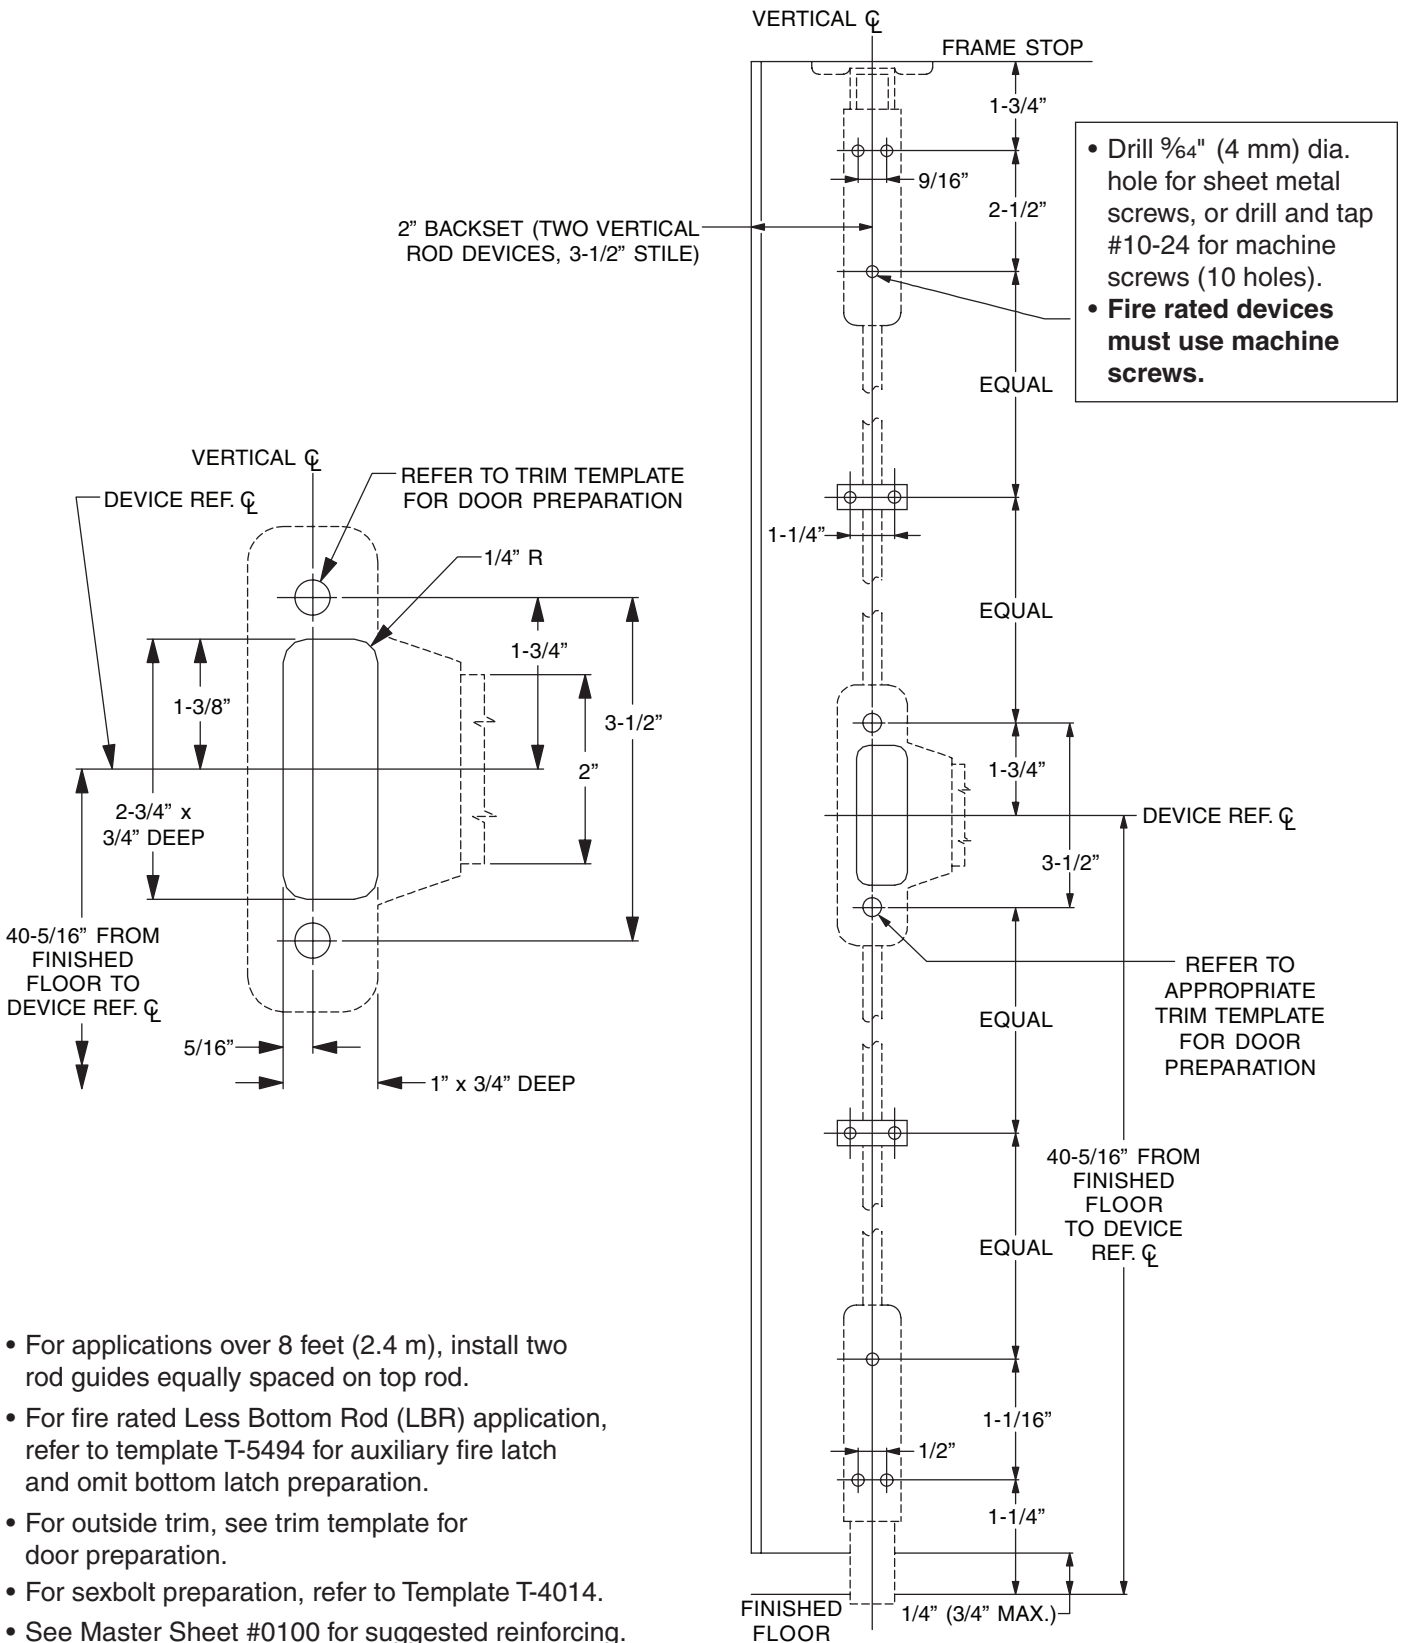 VERTICAL ℄
FRAME STOP
1-3/4”
• Drill 9⁄64" (4 mm) dia.
hole for sheet metal
screws, or drill and tap
#10-24 for machine
screws (10 holes).
• Fire rated devices
must use machine
screws.
9/16”
2-1/2”
2” BACKSET (TWO VERTICAL
ROD DEVICES, 3-1/2” STILE)
EQUAL
VERTICAL ℄
REFER TO TRIM TEMPLATE
FOR DOOR PREPARATION
DEVICE REF. ℄
1-1/4”
1/4” R
EQUAL
1-3/4”
1-3/8”
3-1/2”
2”
1-3/4”
2-3/4” x
3/4” DEEP
DEVICE REF. ℄
3-1/2”
40-5/16” FROM
FINISHED
FLOOR TO
DEVICE REF. ℄
REFER TO
APPROPRIATE
TRIM TEMPLATE
FOR DOOR
PREPARATION
EQUAL
5/16”
1” x 3/4” DEEP
40-5/16” FROM
FINISHED
FLOOR
TO DEVICE
REF. ℄
EQUAL
• For applications over 8 feet (2.4 m), install two
rod guides equally spaced on top rod.
• For fire rated Less Bottom Rod (LBR) application,
refer to template T-5494 for auxiliary fire latch
and omit bottom latch preparation.
• For outside trim, see trim template for
door preparation.
• For sexbolt preparation, refer to Template T-4014.
• See Master Sheet #0100 for suggested reinforcing.
1-1/16”
1/2”
1-1/4”
FINISHED
FLOOR
1/4” (3/4” MAX.)